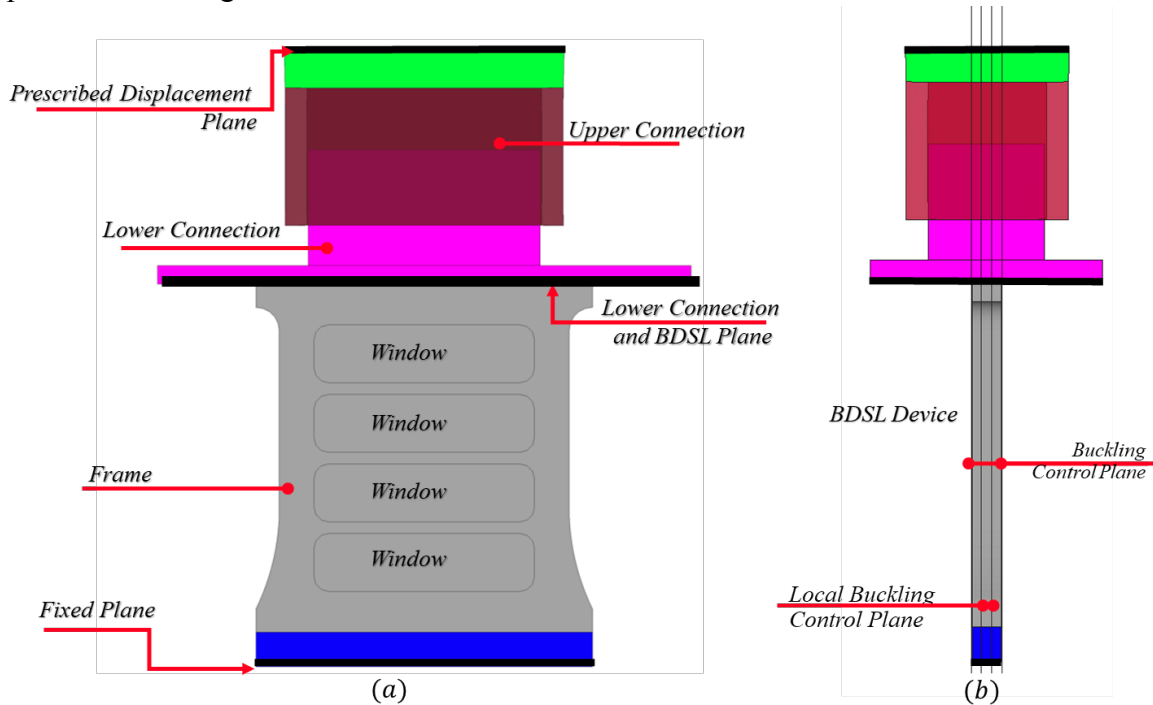 Prescribed Displacement
Plane
Upper Connection
Lower Connection
Lower Connection
and BDSL Plane
Window
Window
Window
Window
Frame
Fixed Plane
(a)
BDSL Device
Buckling
Control Plane
Local Buckling
Control Plane
(b)